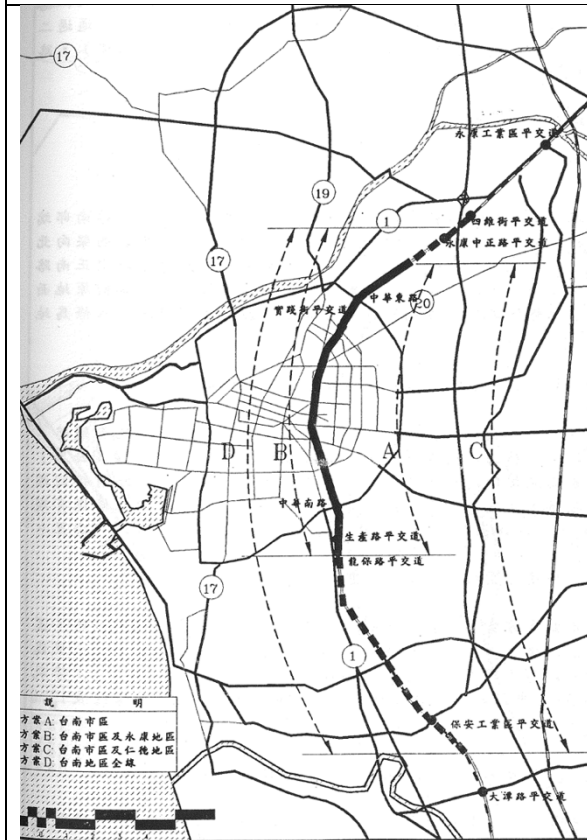 17
永康工業區平交道
19
1
四維街平交道
永康中正路平交道
17
中華東路
20
實踐街平交道
D
B
A
C
中華南路
生產路平交道
龍保路平交道
17
1
說 明
方案A:台南市區
方案B:台南市區及永康地區
方案C:台南市區及仁德地區
方案D:台南地區全線
保安工業區平交道
大潭路平交道